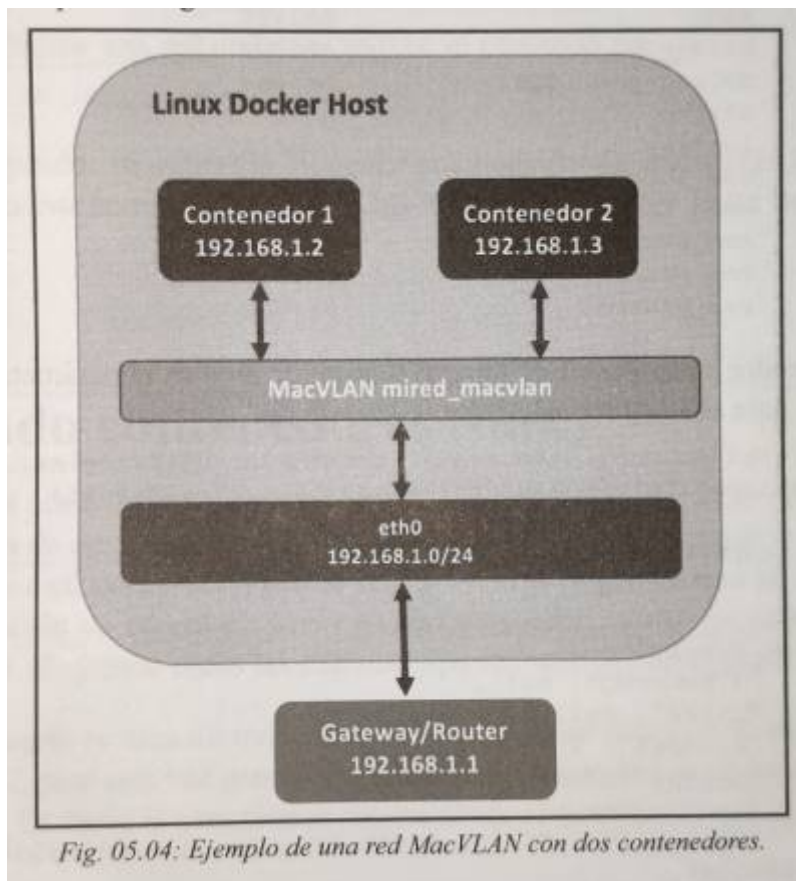 Linux Docker Host
Contenedor 1
192.168.1.2
Contenedor 2
192.168.1.3
MacVLAN mired_macvlan
eth0
192.168.1.0/24
Gateway/Router
192.168.1.1
Fig. 05.04: Ejemplo de una red MacVLAN con dos contenedores.